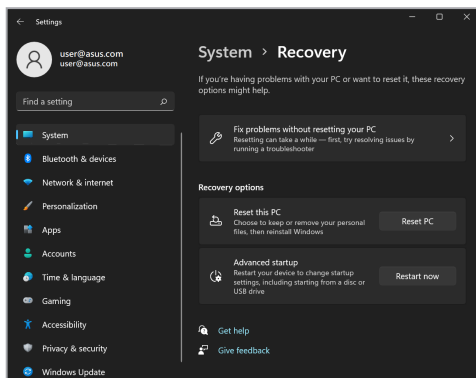 Settings
user@asus.com
user@asus.com
Find a setting
System
Bluetooth & devices
Network & internet
Personalization
Apps
Accounts
Time & language
Gaming
Accessibility
Privacy & security
Windows Update
System > Recovery
If you're having problems with your PC or want to reset it, these recovery
options might help.
Fix problems without resetting your PC
Resetting can take a while — first, try resolving issues by
running a troubleshooter
Recovery options
Reset this PC
Choose to keep or remove your personal
files, then reinstall Windows
Reset PC
Advanced startup
Restart your device to change startup
settings, including starting from a disc or
USB drive
Restart now
Get help
Give feedback